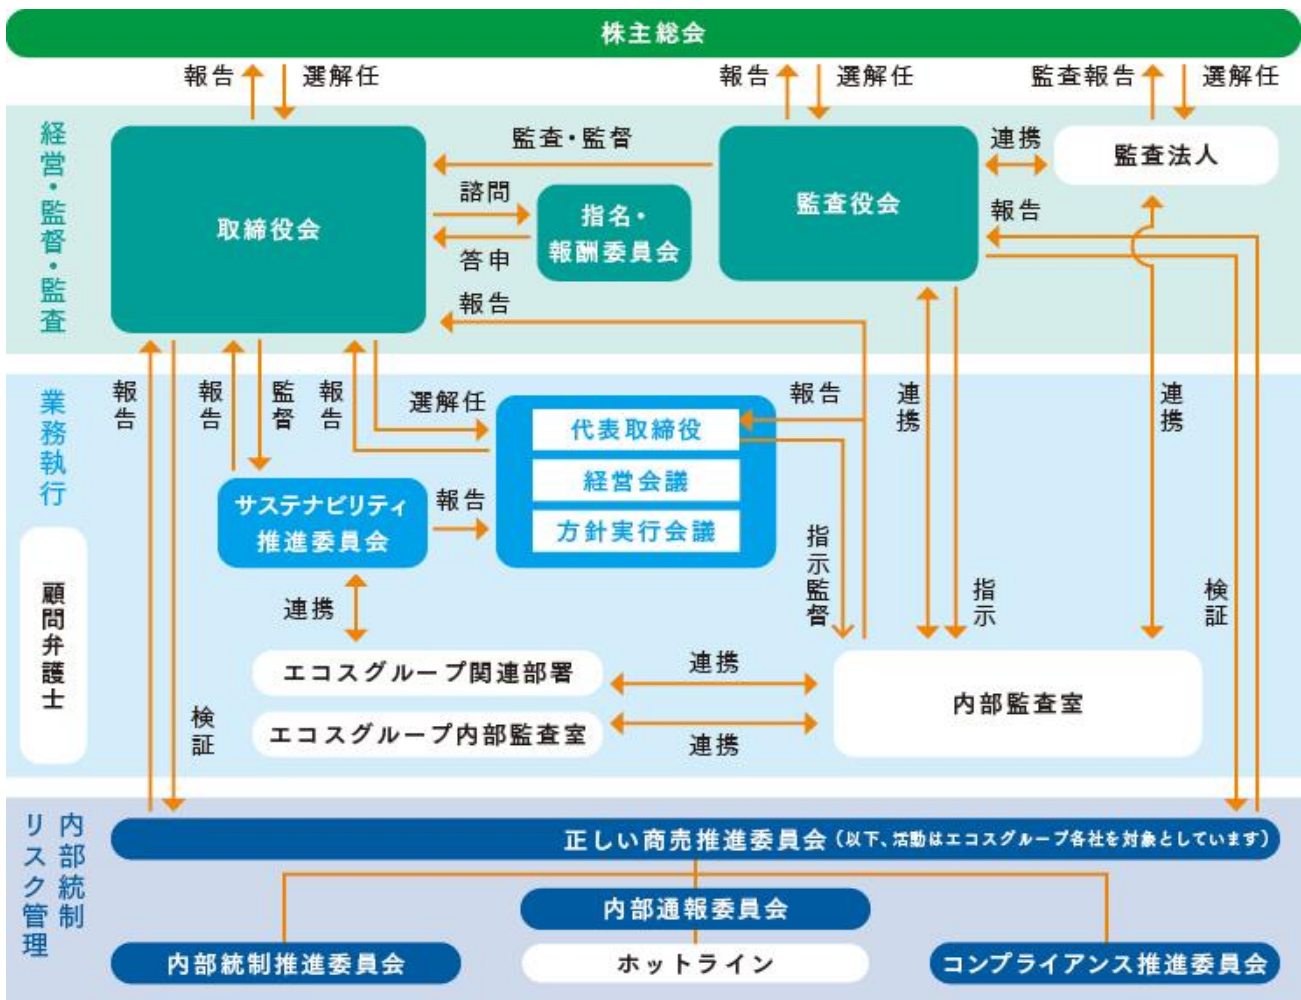 株主総会
報告
選解任
報告
選解任
監査報告
選解任
経営・監督・監査
取締役会
監査・監督
諮問
答申
報告
指名・
報酬委員会
監査役会
連携
報告
監査法人
業務執行
報告
報告
監督
報告
選解任
代表取締役
経営会議
方針実行会議
報告
連携
連携
サステナビリティ
推進委員会
報告
指示監督
指示
検証
顧問弁護士
連携
エコスグループ関連部署
連携
エコスグループ内部監査室
連携
内部監査室
検証
内部統制
リスク管理
正しい商売推進委員会(以下、活動はエコスグループ各社を対象としています)
内部通報委員会
内部統制推進委員会
ホットライン
コンプライアンス推進委員会